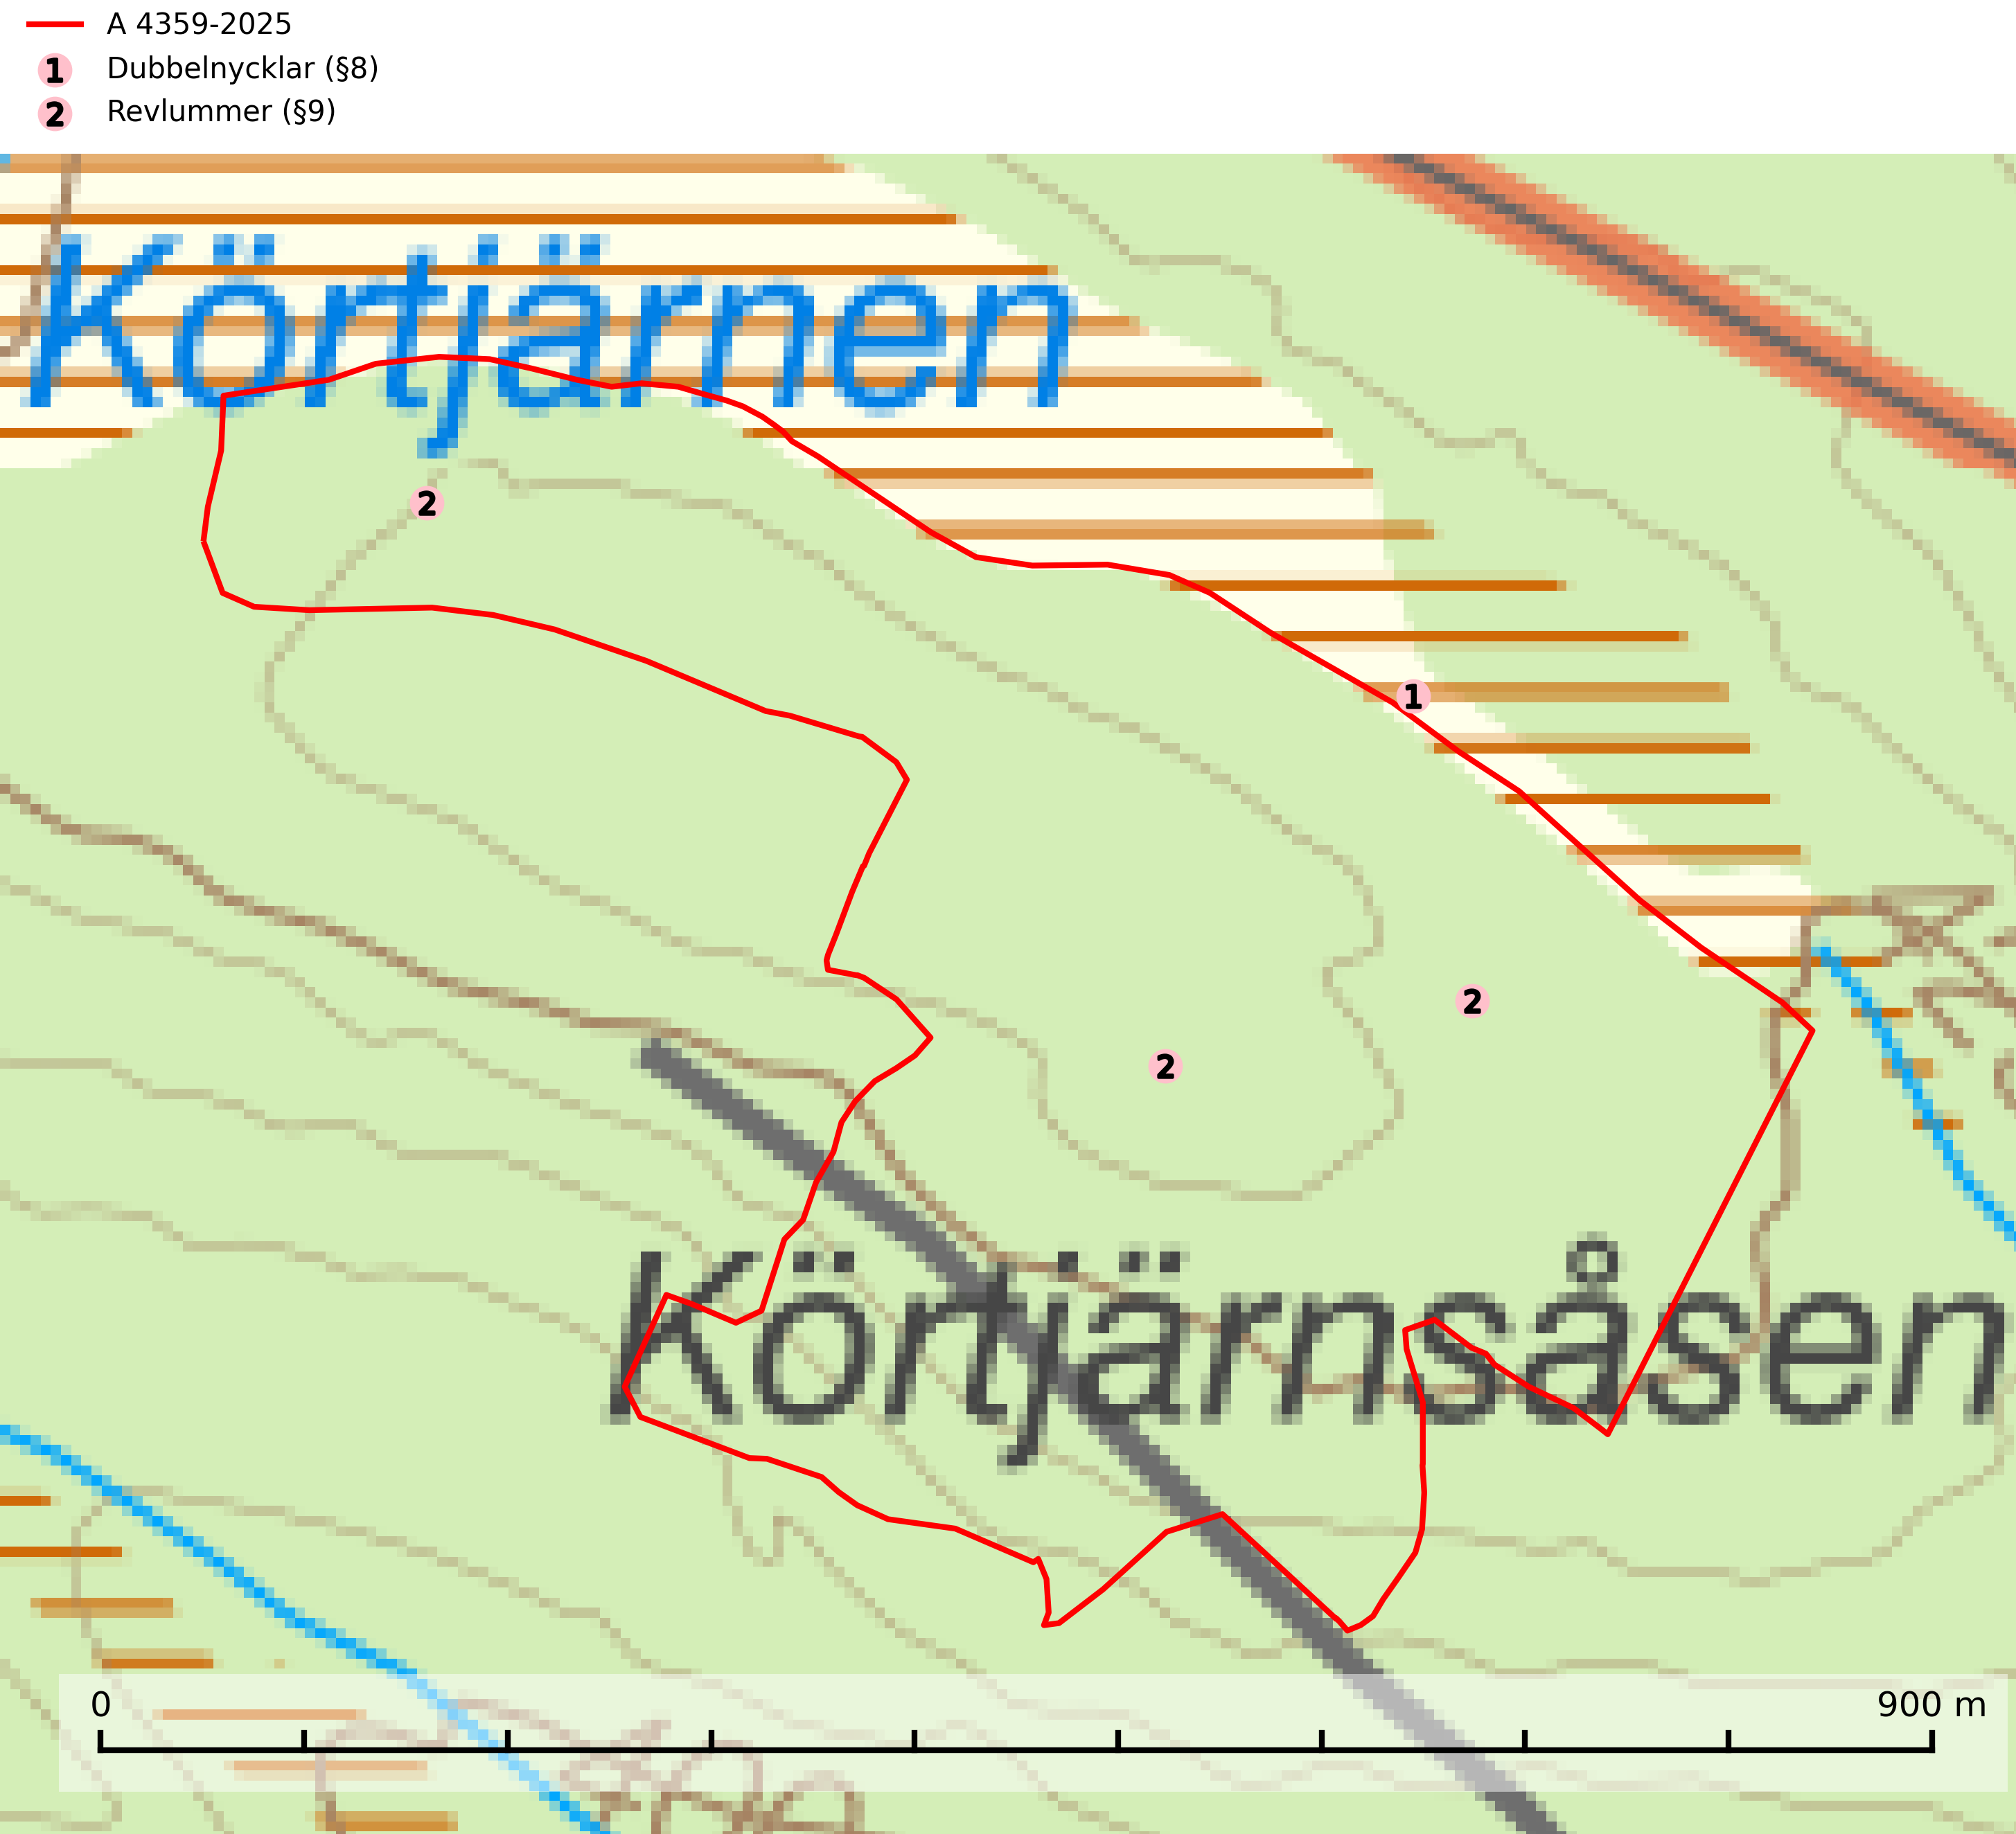 A 4359-2025
1 Dubbelnycklar (§8)
2 Revlummer (§9)
Körtjärnen
2
1
2
2
Körtjärnsåsen
0 900 m